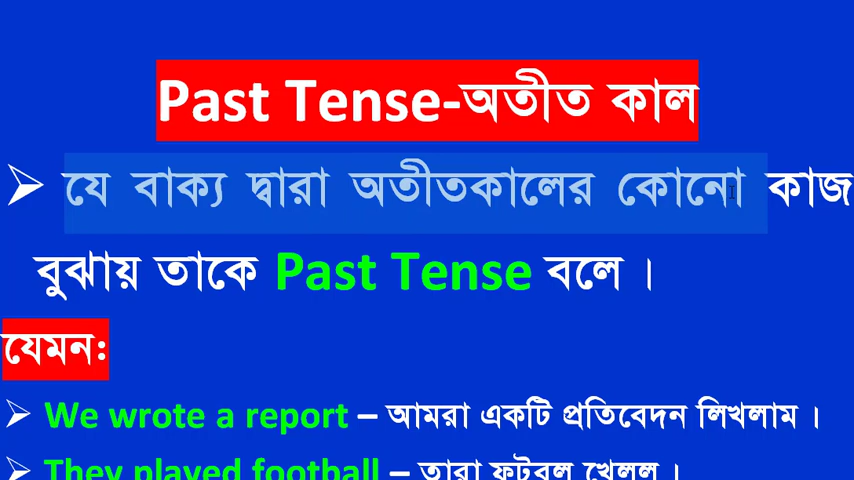 Past Tense-অতীত কাল
➢ যে বাক্য দ্বারা অতীতকালের কোনো কাজ
বুঝায় তাকে Past Tense বলে ।
যেমন:
➢ We wrote a report – আমরা একটি প্রতিবেদন লিখলাম ।
➢ They played football – তারা ফুটবল খেলল ।